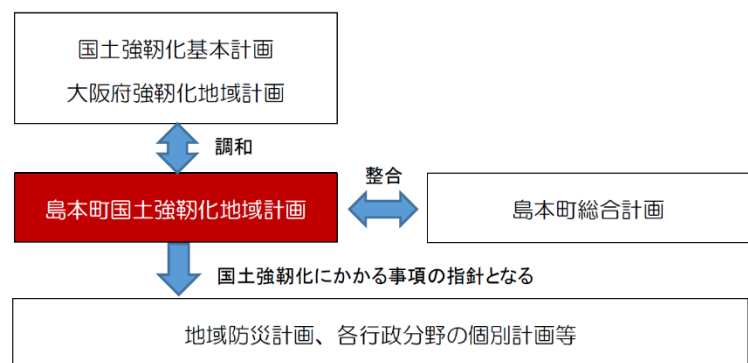 国土強靭化基本計画
大阪府強靭化地域計画
調和
島本町国土強靭化地域計画
整合
島本町総合計画
国土強靭化にかかる事項の指針となる
地域防災計画、各行政分野の個別計画等